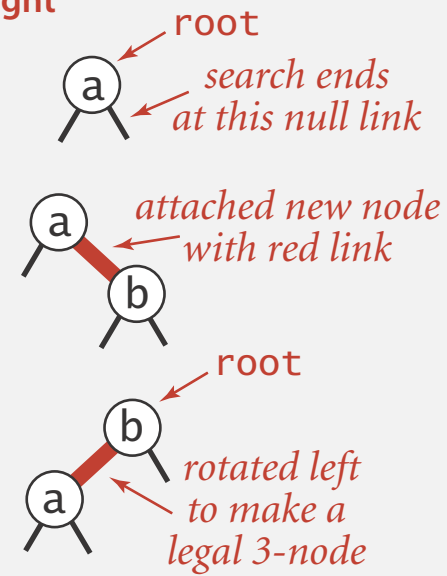 root
a
search ends
at this null link
a
attached new node
with red link
b
root
b
rotated left
to make a
legal 3-node
a